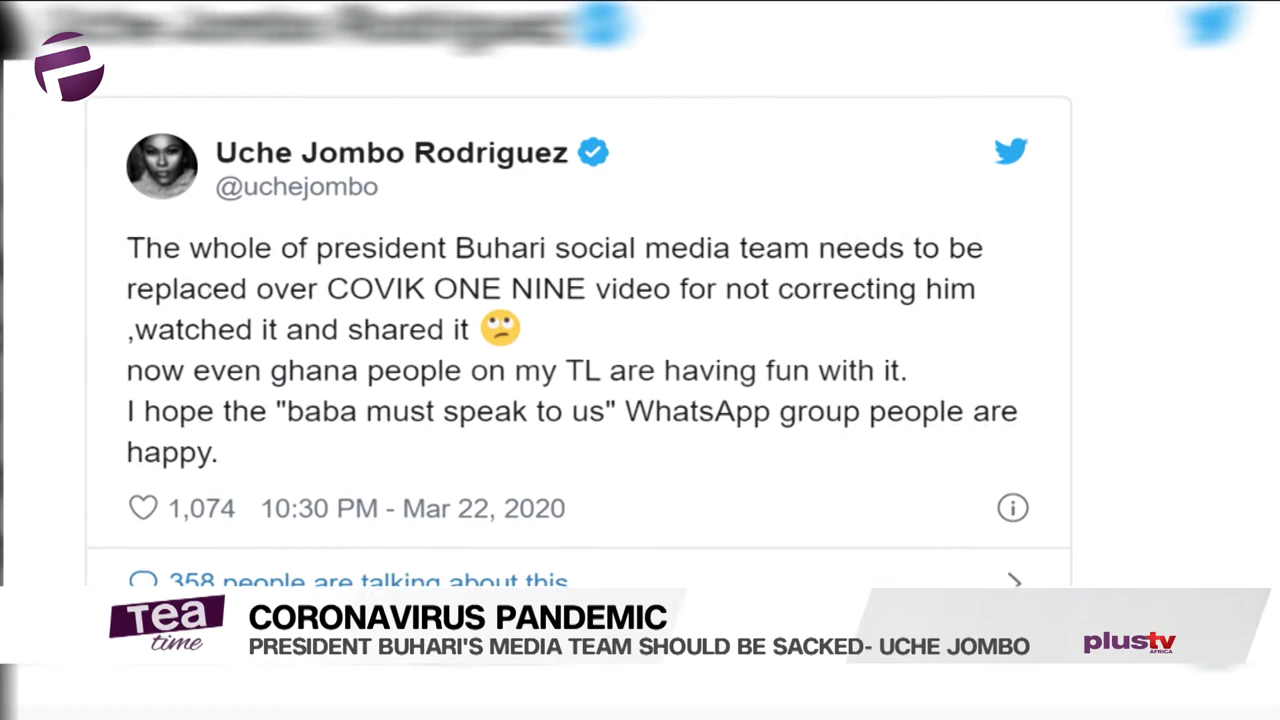 Uche Jombo Rodriguez
Uche Jombo Rodriguez
@uchejombo
The whole of president Buhari social media team needs to be
replaced over COVIK ONE NINE video for not correcting him
,watched it and shared it 🙄
now even ghana people on my TL are having fun with it.
I hope the "baba must speak to us" WhatsApp group people are
happy.
1,074 10:30 PM - Mar 22, 2020
358 people are talking about this
Tea
time
CORONAVIRUS PANDEMIC
PRESIDENT BUHARI'S MEDIA TEAM SHOULD BE SACKED- UCHE JOMBO
plustv
AFRICA